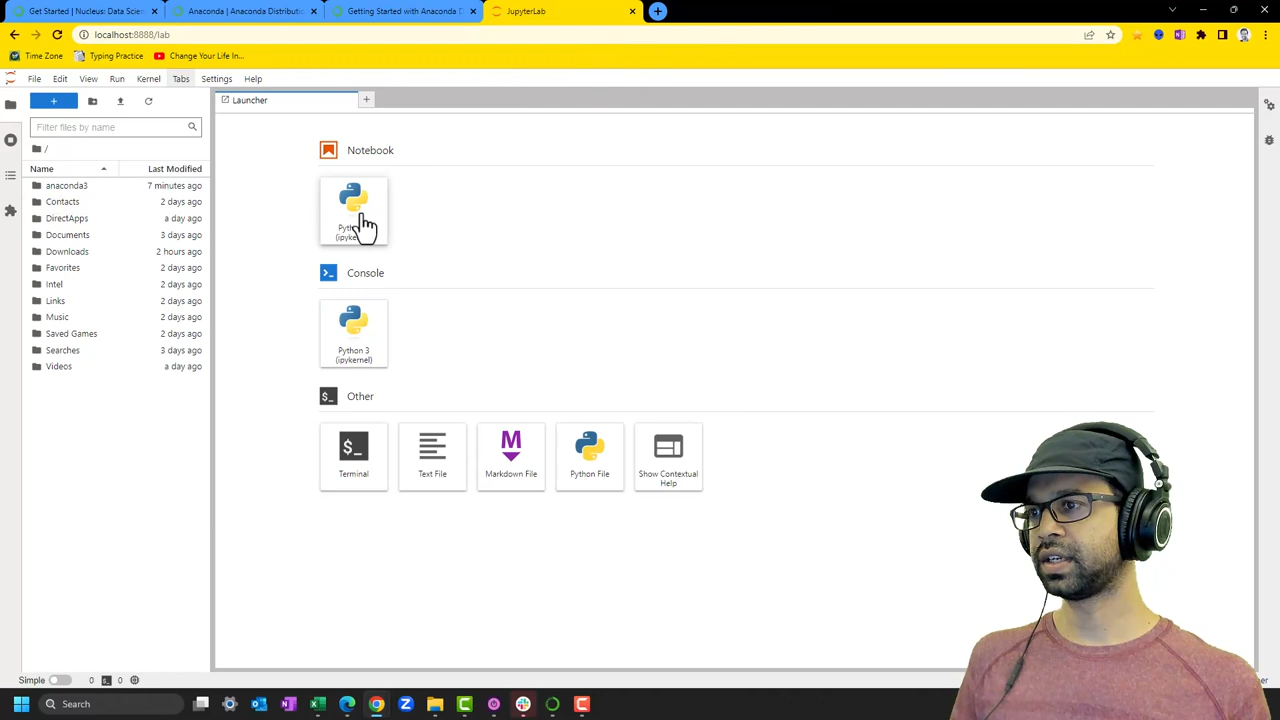 Get Started | Nucleus: Data Scien
Anaconda | Anaconda Distributio
Getting Started with Anaconda D
JupyterLab
localhost:8888/lab
Time Zone
Typing Practice
Change Your Life In...
File Edit View Run Kernel Tabs Settings Help
Launcher
Filter files by name
/
Name Last Modified
anaconda3 7 minutes ago
Contacts 2 days ago
DirectApps a day ago
Documents 3 days ago
Downloads 2 hours ago
Favorites 2 days ago
Intel 2 days ago
Links 2 days ago
Music 2 days ago
Saved Games 2 days ago
Searches 3 days ago
Videos a day ago
Notebook
Console
Python 3
(ipykernel)
$_ Other
$_
Terminal
Text File
M
Markdown File
Python File
Show Contextual
Help
Simple 0 $_ 0
Search